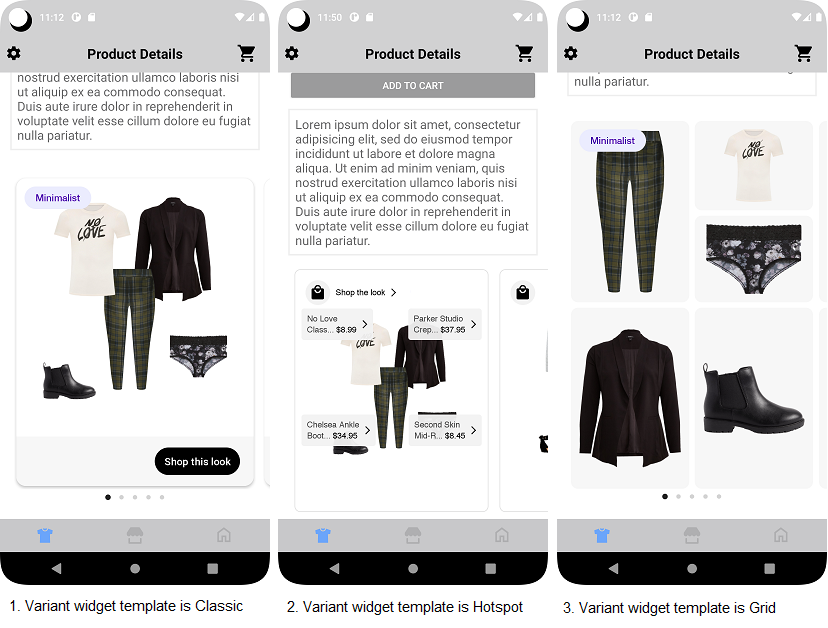 11:12
Product Details
nostrud exercitation ullamco laboris nisi
ut aliquip ex ea commodo consequat.
Duis aute irure dolor in reprehenderit in
voluptate velit esse cillum dolore eu fugiat
nulla pariatur.
Minimalist
NO
LOVE
Shop this look
1. Variant widget template is Classic
11:50
Product Details
ADD TO CART
Lorem ipsum dolor sit amet, consectetur
adipisicing elit, sed do eiusmod tempor
incididunt ut labore et dolore magna
aliqua. Ut enim ad minim veniam, quis
nostrud exercitation ullamco laboris nisi
ut aliquip ex ea commodo consequat.
Duis aute irure dolor in reprehenderit in
voluptate velit esse cillum dolore eu fugiat
nulla pariatur.
Shop the look
No Love
Class... $8.99
Parker Studio
Crep... $37.95
LOVE
Chelsea Ankle
Boot... $34.95
Second Skin
Mid-R... $8.45
2. Variant widget template is Hotspot
11:12
Product Details
nulla pariatur.
Minimalist
NO
LOVE
3. Variant widget template is Grid